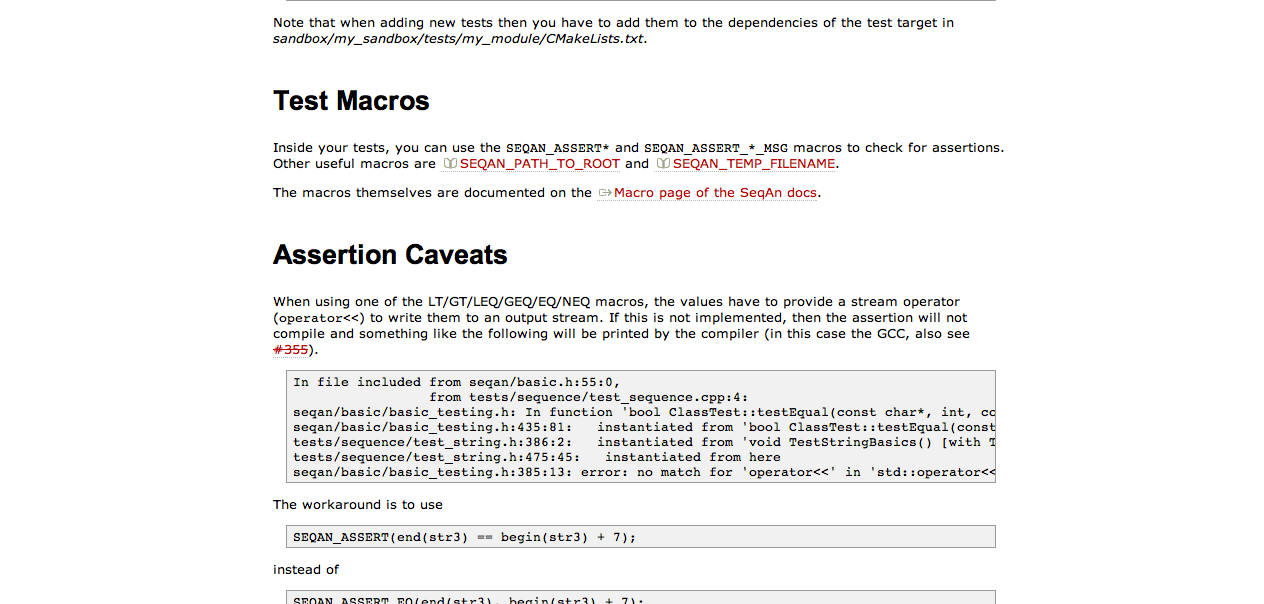 Note that when adding new tests then you have to add them to the dependencies of the test target in
sandbox/my_sandbox/tests/my_module/CMakeLists.txt.
Test Macros
Inside your tests, you can use the SEQAN_ASSERT* and SEQAN_ASSERT_*_MSG macros to check for assertions.
Other useful macros are SEQAN_PATH_TO_ROOT and SEQAN_TEMP_FILENAME.
The macros themselves are documented on the Macro page of the SeqAn docs.
Assertion Caveats
When using one of the LT/GT/LEQ/GEQ/EQ/NEQ macros, the values have to provide a stream operator
(operator<<) to write them to an output stream. If this is not implemented, then the assertion will not
compile and something like the following will be printed by the compiler (in this case the GCC, also see
#355).
In file included from seqan/basic.h:55:0,
                 from tests/sequence/test_sequence.cpp:4:
seqan/basic/basic_testing.h: In function 'bool ClassTest::testEqual(const char*, int, co
seqan/basic/basic_testing.h:435:81:   instantiated from 'bool ClassTest::testEqual(const
tests/sequence/test_string.h:386:2:   instantiated from 'void TestStringBasics() [with T
tests/sequence/test_string.h:475:45:   instantiated from here
seqan/basic/basic_testing.h:385:13: error: no match for 'operator<<' in 'std::operator<<
The workaround is to use
SEQAN_ASSERT(end(str3) == begin(str3) + 7);
instead of
SEQAN_ASSERT_EQ(end(str3), begin(str3) + 7);